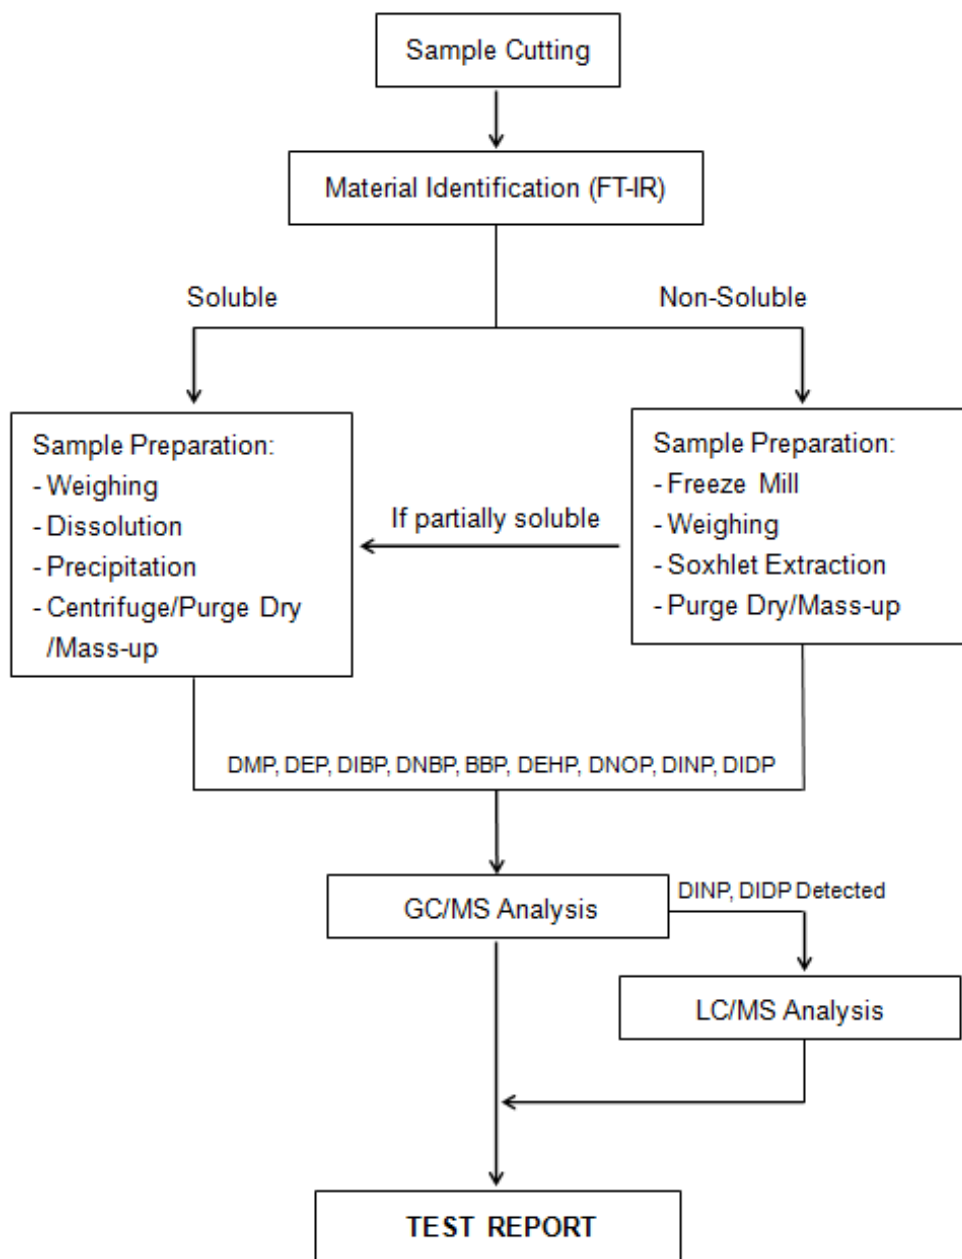 Sample Cutting
Material Identification (FT-IR)
Soluble
Non-Soluble
Sample Preparation:
- Weighing
- Dissolution
- Precipitation
- Centrifuge/Purge Dry
/Mass-up
If partially soluble
Sample Preparation:
- Freeze Mill
- Weighing
- Soxhlet Extraction
- Purge Dry/Mass-up
DMP, DEP, DIBP, DNBP, BBP, DEHP, DNOP, DINP, DIDP
GC/MS Analysis
DINP, DIDP Detected
LC/MS Analysis
TEST REPORT